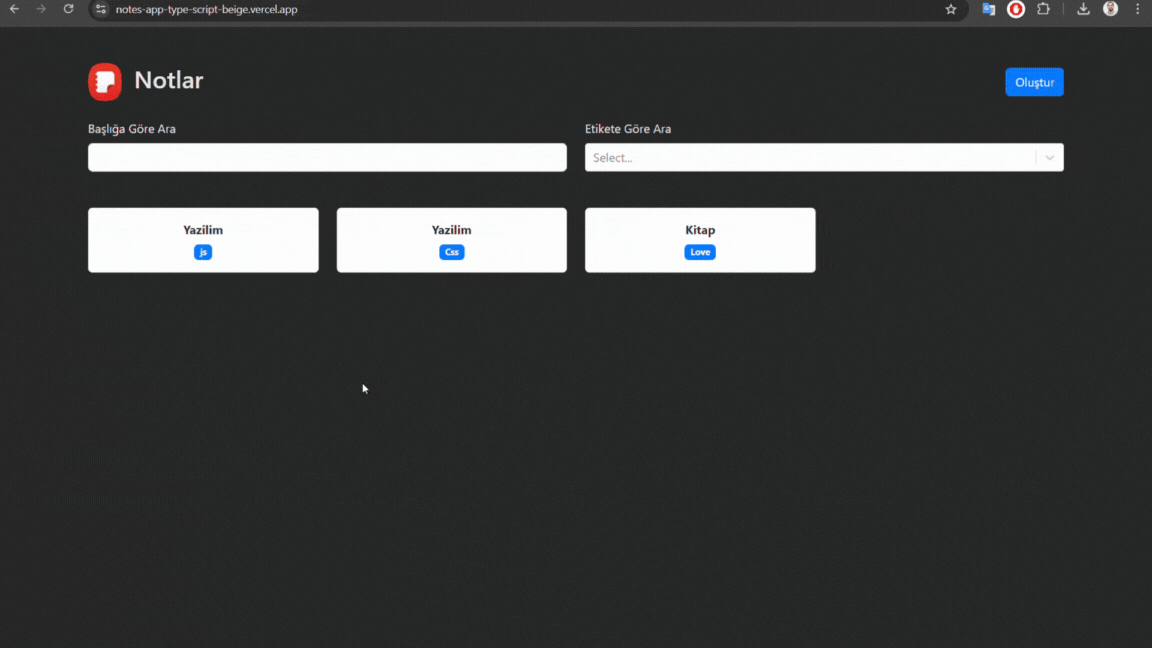 notes-app-type-script-beige.vercel.app
Notlar
Oluştur
Başlığa Göre Ara
Etikete Göre Ara
Select...
Yazilim
js
Yazilim
Css
Kitap
Love